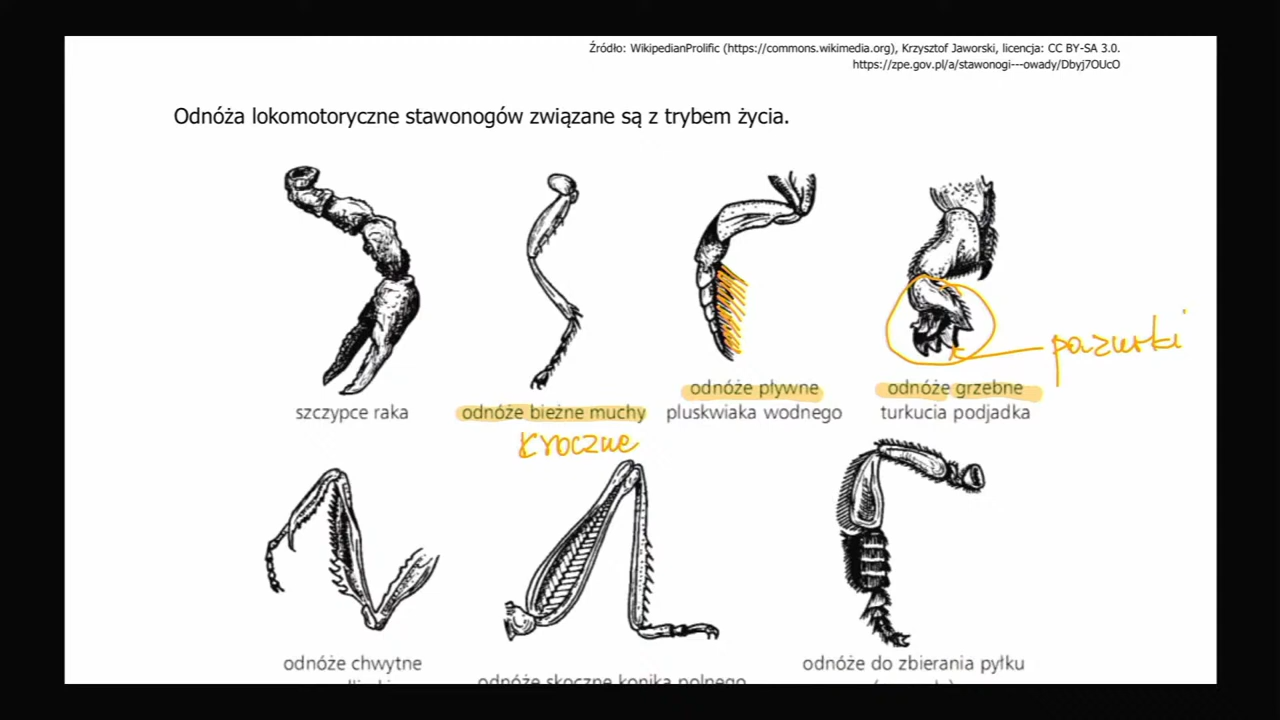 Źródło: WikipedianProlific (https://commons.wikimedia.org), Krzysztof Jaworski, licencja: CC BY-SA 3.0.
https://zpe.gov.pl/a/stawonogi---owady/Dbyj7OUcO
Odnóża lokomotoryczne stawonogów związane są z trybem życia.
pazurki
odnóże pływne
odnóże grzebne
szczypce raka
odnóże bieżne muchy
pluskwiaka wodnego
turkucia podjadka
kroczne
odnóże chwytne
odnóże do zbierania pyłku
odnóże skoczne konika polnego